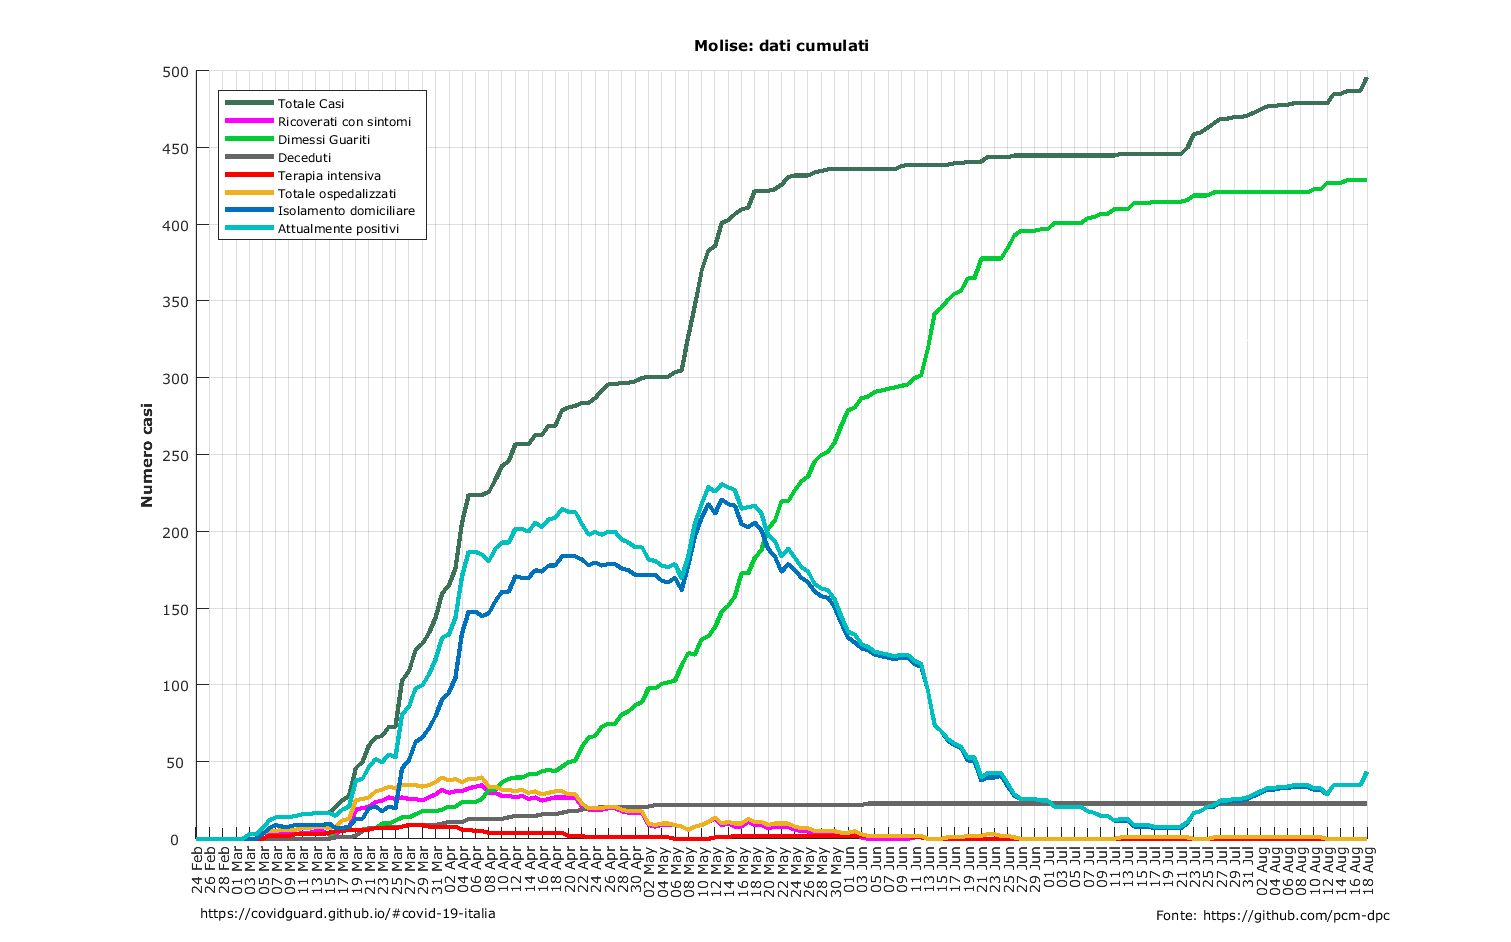 Molise: dati cumulati
Numero casi
500
450
400
350
300
250
200
150
100
50
0
Totale Casi
Ricoverati con sintomi
Dimessi Guariti
Deceduti
Terapia intensiva
Totale ospedalizzati
Isolamento domiciliare
Attualmente positivi
24 Feb
26 Feb
28 Feb
01 Mar
03 Mar
05 Mar
07 Mar
09 Mar
11 Mar
13 Mar
15 Mar
17 Mar
19 Mar
21 Mar
23 Mar
25 Mar
27 Mar
29 Mar
31 Mar
02 Apr
04 Apr
06 Apr
08 Apr
10 Apr
12 Apr
14 Apr
16 Apr
18 Apr
20 Apr
22 Apr
24 Apr
26 Apr
28 Apr
30 Apr
02 May
04 May
06 May
08 May
10 May
12 May
14 May
16 May
18 May
20 May
22 May
24 May
26 May
28 May
30 May
01 Jun
03 Jun
05 Jun
07 Jun
09 Jun
11 Jun
13 Jun
15 Jun
17 Jun
19 Jun
21 Jun
23 Jun
25 Jun
27 Jun
29 Jun
01 Jul
03 Jul
05 Jul
07 Jul
09 Jul
11 Jul
13 Jul
15 Jul
17 Jul
19 Jul
21 Jul
23 Jul
25 Jul
27 Jul
29 Jul
31 Jul
02 Aug
04 Aug
06 Aug
08 Aug
10 Aug
12 Aug
14 Aug
16 Aug
18 Aug
https://covidguard.github.io/#covid-19-italia
Fonte: https://github.com/pcm-dpc